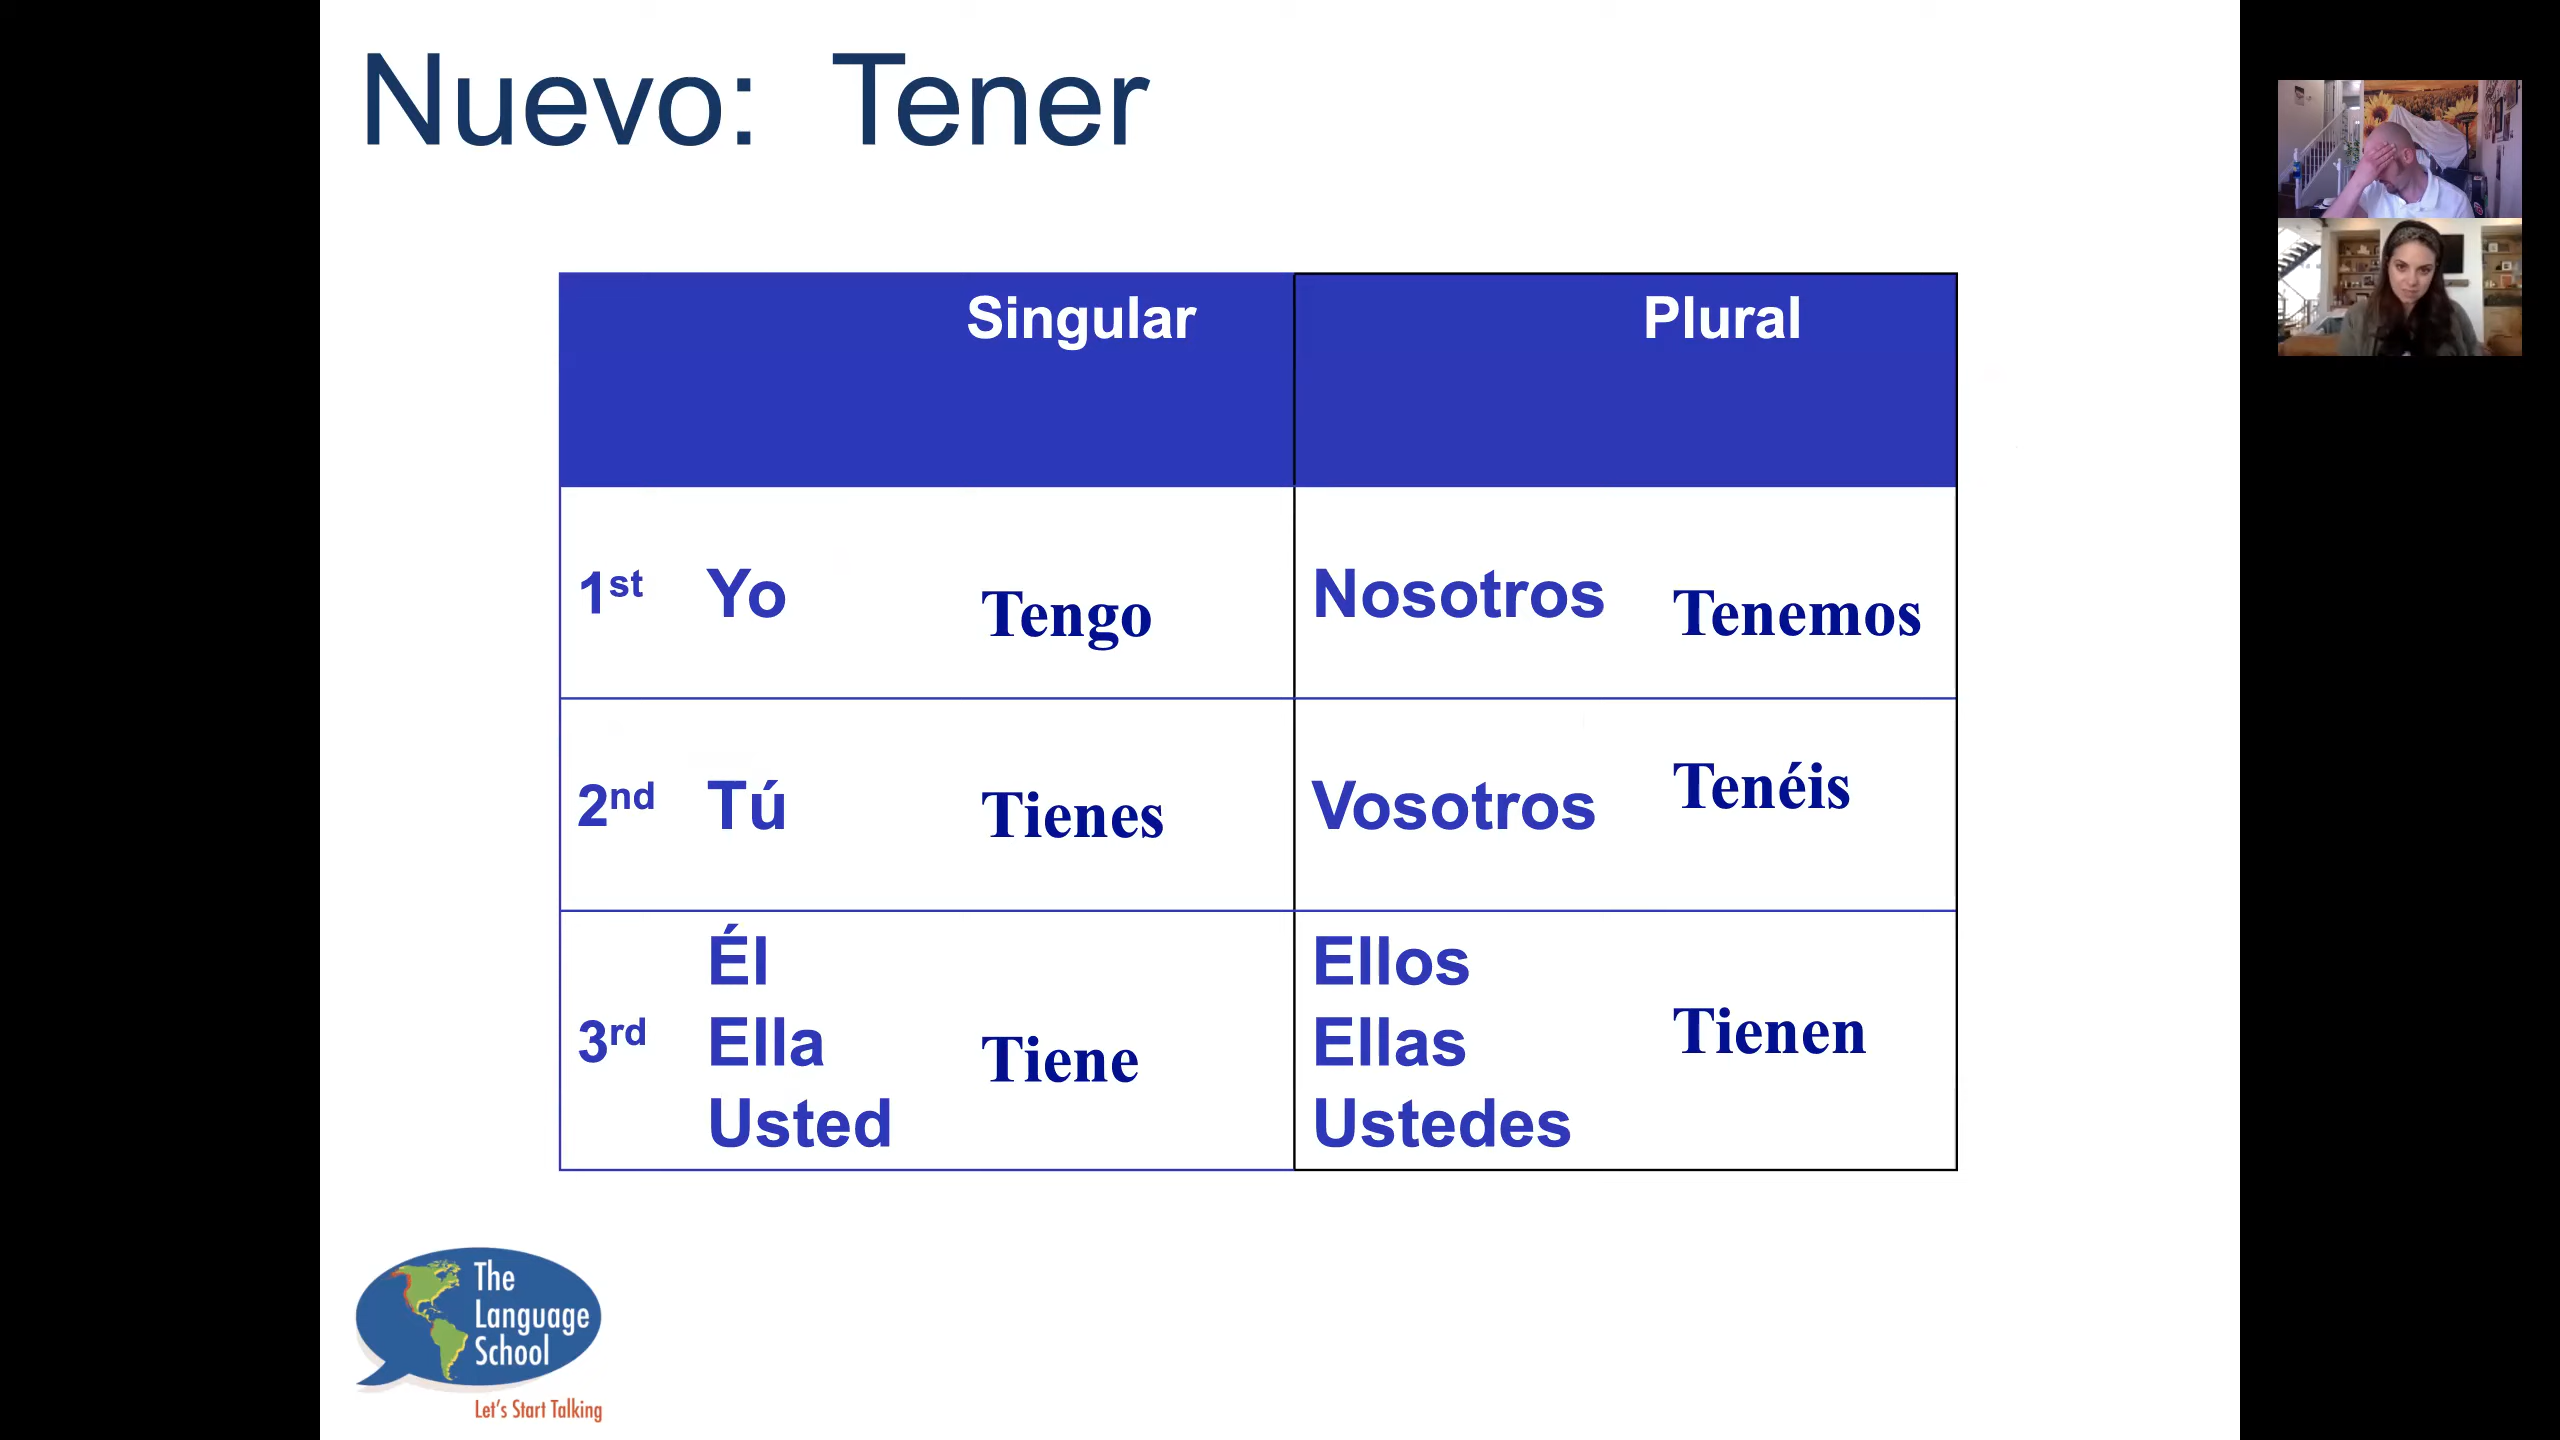 Nuevo: Tener
Singular Plural
1st Yo Tengo Nosotros Tenemos
2nd Tú Tienes Vosotros Tenéis
3rd Él Ella Usted Tiene Ellos Ellas Ustedes Tienen
The
Language
School
Let's Start Talking